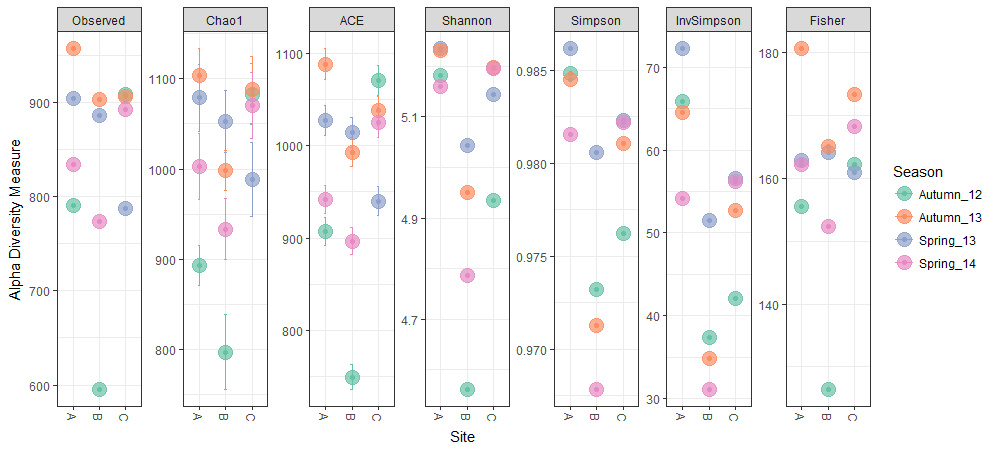 Observed Chao1 ACE Shannon Simpson InvSimpson Fisher
Alpha Diversity Measure
900
800
700
600
A B C
1100
1000
900
800
A B C
1100
1000
900
800
A B C
5.1
4.9
4.7
A B C
0.985
0.980
0.975
0.970
A B C
70
60
50
40
30
A B C
180
160
140
A B C
Site
Season
Autumn_12
Autumn_13
Spring_13
Spring_14